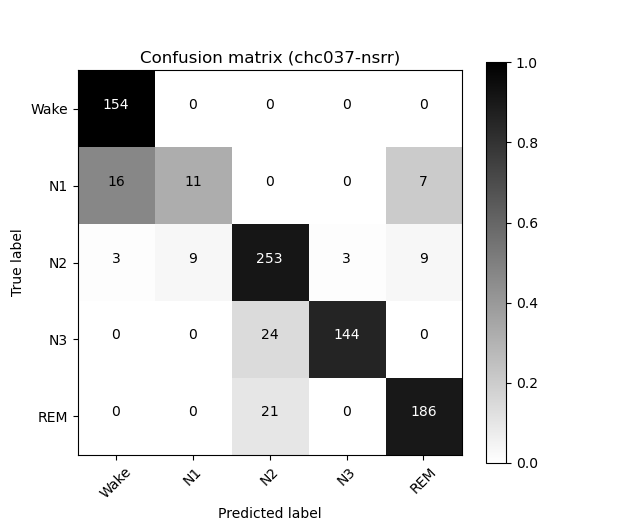 Confusion matrix (chc037-nsrr)
1.0
Wake 154 0 0 0 0
0.8
N1 16 11 0 0 7
0.6
True label
N2 3 9 253 3 9
0.4
N3 0 0 24 144 0
0.2
REM 0 0 21 0 186
0.0
Wake N1 N2 N3 REM
Predicted label